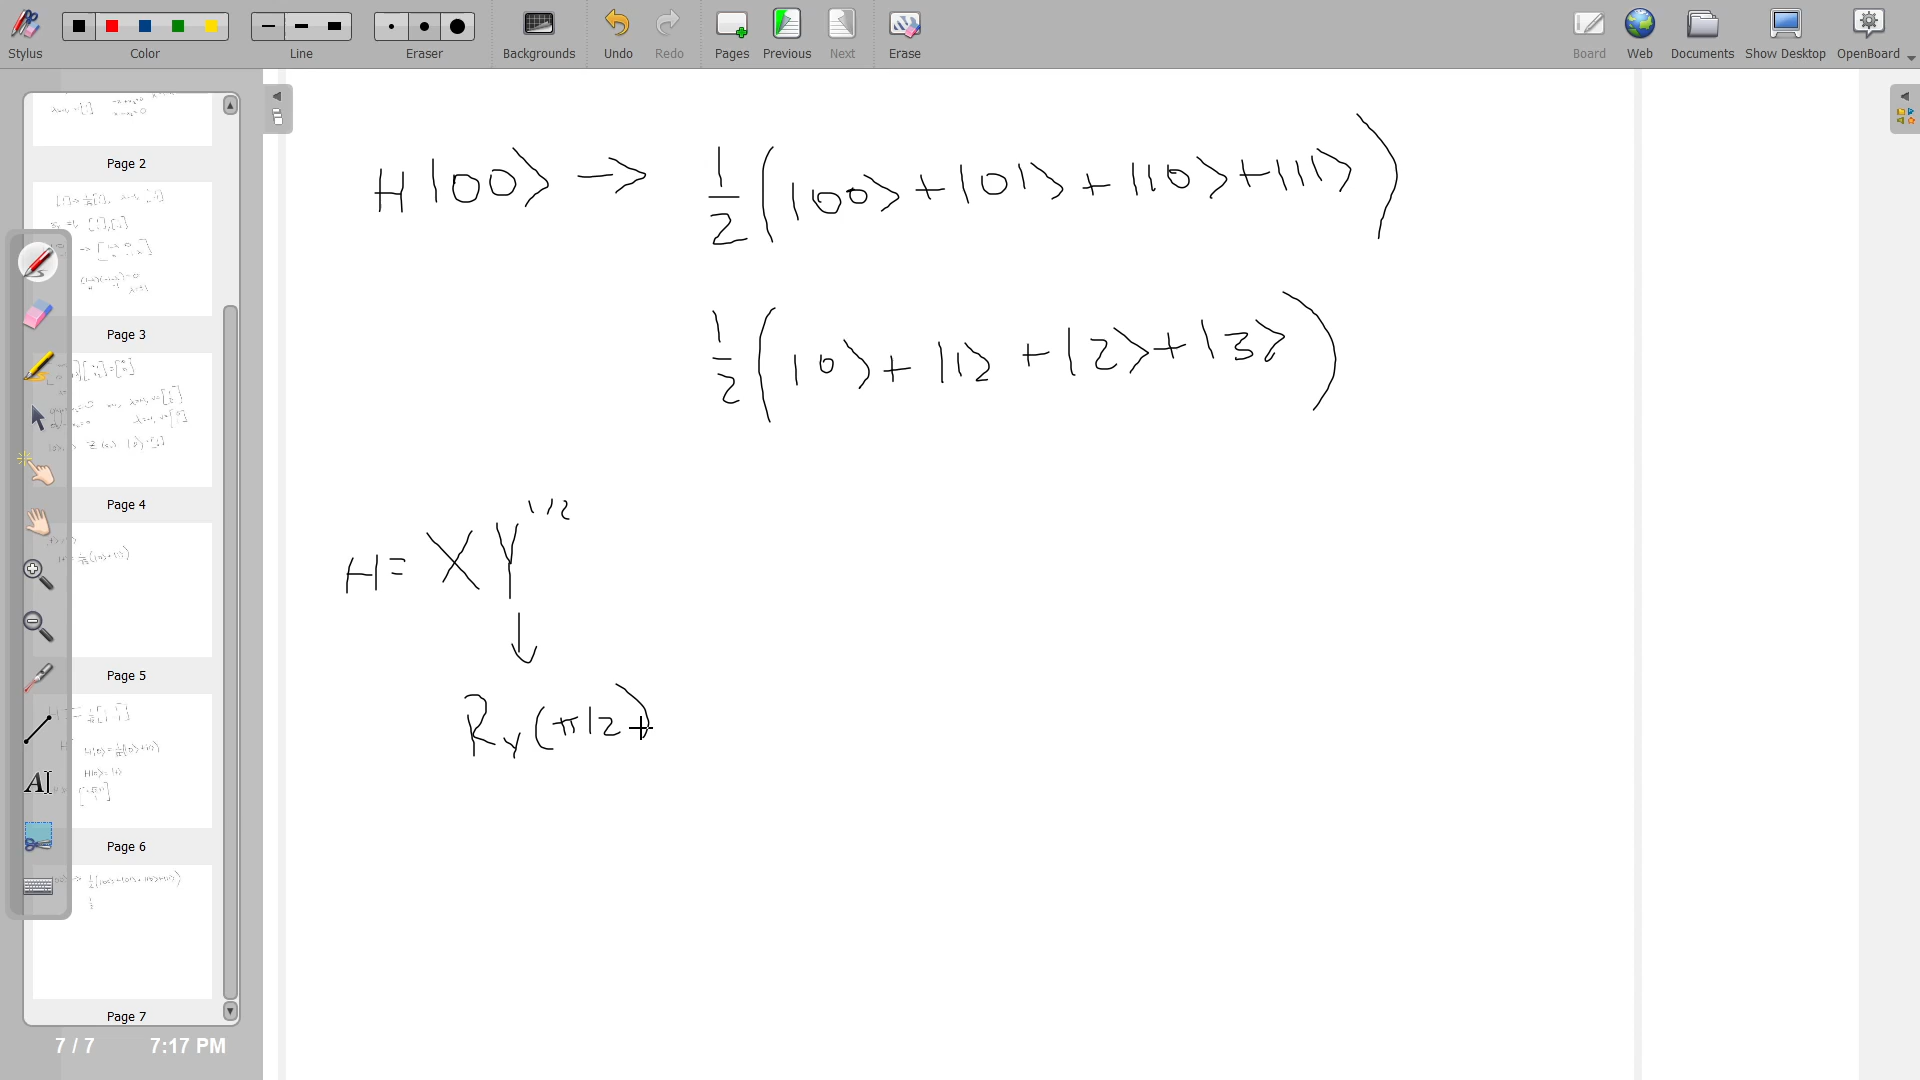 Stylus Color Line Eraser Backgrounds Undo Redo Pages Previous Next Erase Board Web Documents Show Desktop OpenBoard
Page 2
Page 3
Page 4
Page 5
Page 6
Page 7
7 / 7 7:17 PM
H |00⟩ -> 1/2 (|00⟩ + |01⟩ + |10⟩ + |11⟩)
1/2 (|0⟩ + |1⟩ + |2⟩ + |3⟩)
H = X Y^1/2
↓
R_Y (π/2)